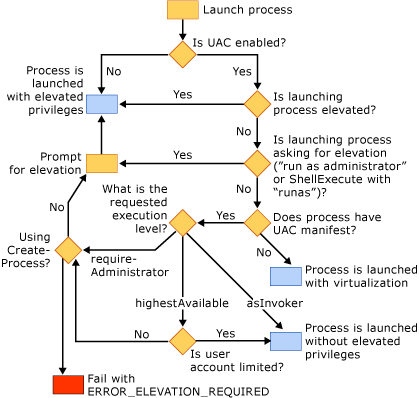 Launch process
Is UAC enabled?
No
Yes
Process is
launched
with elevated
privileges
Yes
Is launching
process elevated?
No
Prompt
for elevation
Yes
Is launching process
asking for elevation
("run as administrator"
or ShellExecute with
"runas")?
No
What is the
requested
execution
level?
Yes
Does process have
UAC manifest?
No
No
Using
Create-
Process?
require-
Administrator
Process is launched
with virtualization
highestAvailable
asInvoker
No
Yes
Is user
account limited?
Process is launched
without elevated
privileges
Fail with
ERROR_ELEVATION_REQUIRED